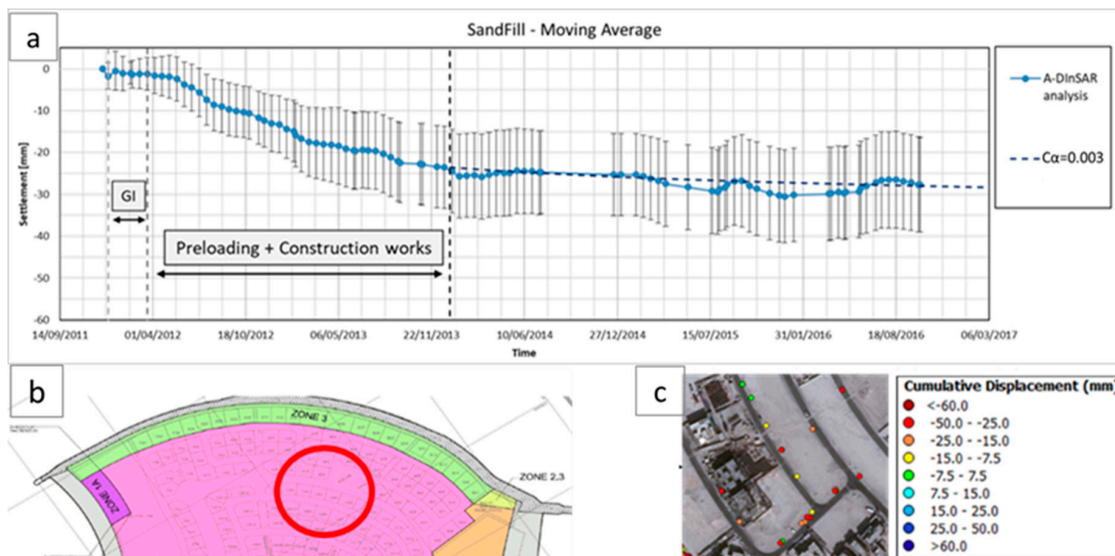 a
SandFill - Moving Average
0
-10
-20
-30
-40
-50
-60
Settlement [mm]
GI
Preloading + Construction works
A-DInSAR
analysis
Cα=0.003
14/09/2011 01/04/2012 18/10/2012 06/05/2013 22/11/2013 10/06/2014 27/12/2014 15/07/2015 31/01/2016 18/08/2016 06/03/2017
Time
b
ZONE 3
ZONE 1A
ZONE 2,3
c
Cumulative Displacement (mm)
<-60.0
-50.0 - -25.0
-25.0 - -15.0
-15.0 - -7.5
-7.5 - 7.5
7.5 - 15.0
15.0 - 25.0
25.0 - 50.0
>60.0